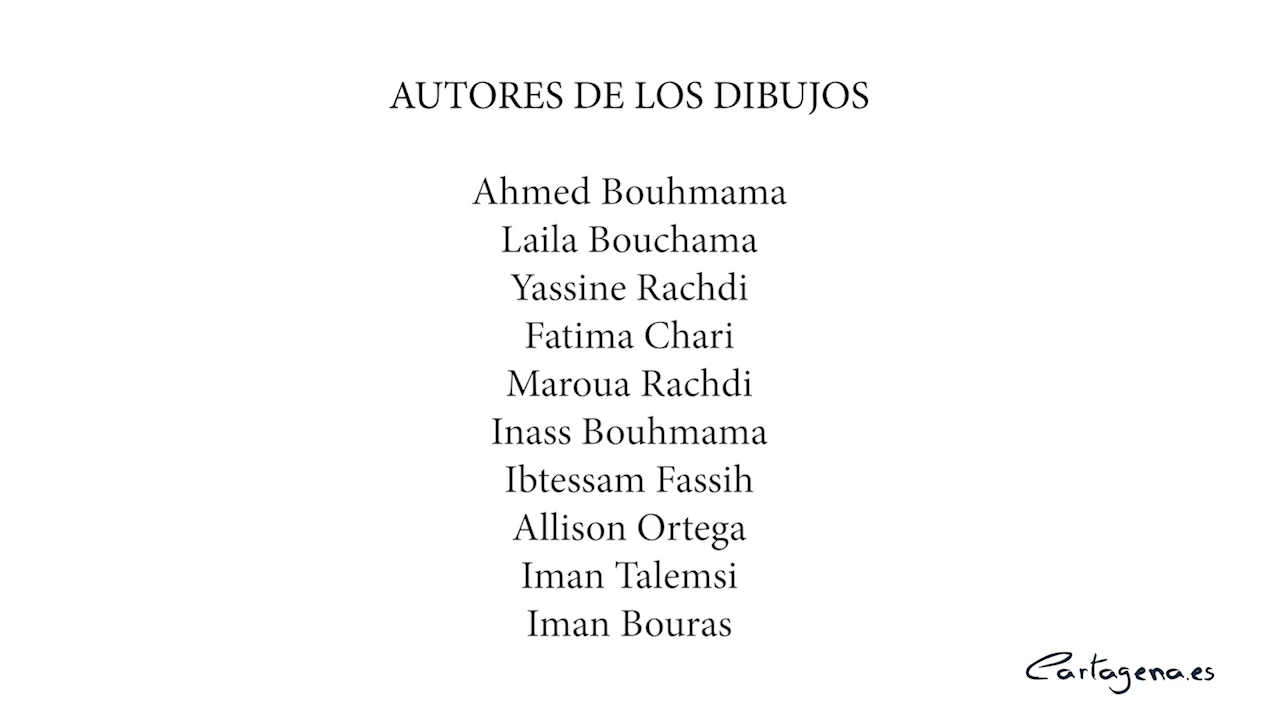 AUTORES DE LOS DIBUJOS
Ahmed Bouhmama
Laila Bouchama
Yassine Rachdi
Fatima Chari
Maroua Rachdi
Inass Bouhmama
Ibtessam Fassih
Allison Ortega
Iman Talemsi
Iman Bouras
Cartagena.es